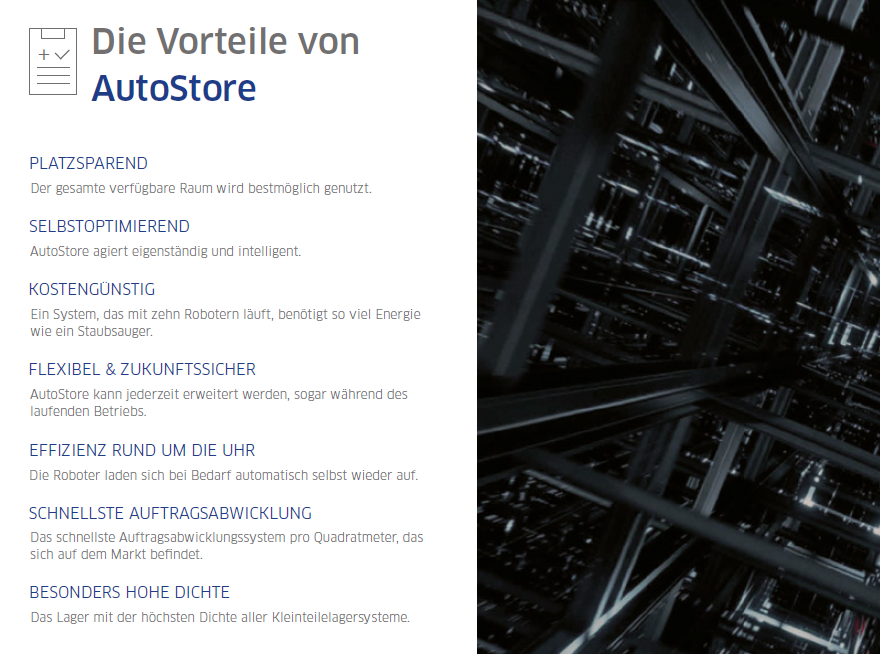 Die Vorteile von
AutoStore
PLATZSPAREND
Der gesamte verfügbare Raum wird bestmöglich genutzt.
SELBSTOPTIMIEREND
AutoStore agiert eigenständig und intelligent.
KOSTENGÜNSTIG
Ein System, das mit zehn Robotern läuft, benötigt so viel Energie
wie ein Staubsauger.
FLEXIBEL & ZUKUNFTSSICHER
AutoStore kann jederzeit erweitert werden, sogar während des
laufenden Betriebs.
EFFIZIENZ RUND UM DIE UHR
Die Roboter laden sich bei Bedarf automatisch selbst wieder auf.
SCHNELLSTE AUFTRAGSABWICKLUNG
Das schnellste Auftragsabwicklungssystem pro Quadratmeter, das
sich auf dem Markt befindet.
BESONDERS HOHE DICHTE
Das Lager mit der höchsten Dichte aller Kleinteilelagersysteme.